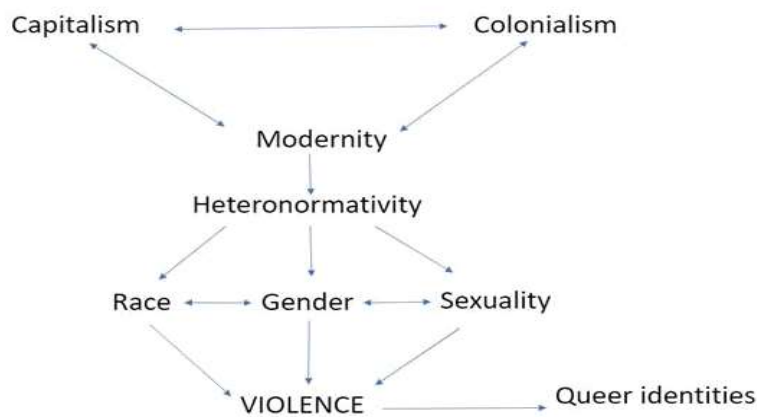 Capitalism
Colonialism
Modernity
Heteronormativity
Race
Gender
Sexuality
VIOLENCE
Queer identities